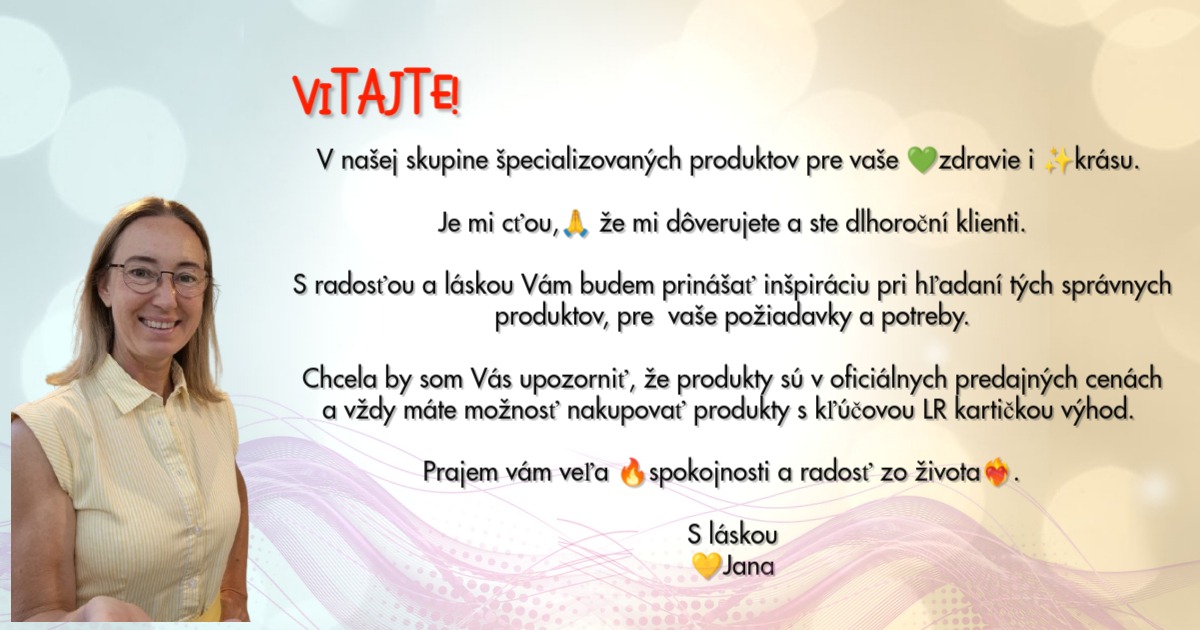 VITAJTE!
V našej skupine špecializovaných produktov pre vaše 💚zdravie i ✨krásu.
Je mi cťou,🙏 že mi dôverujete a ste dlhoroční klienti.
S radosťou a láskou Vám budem prinášať inšpiráciu pri hľadaní tých správnych
produktov, pre vaše požiadavky a potreby.
Chcela by som Vás upozorniť, že produkty sú v oficiálnych predajných cenách
a vždy máte možnosť nakupovať produkty s kľúčovou LR kartičkou výhod.
Prajem vám veľa 🔥spokojnosti a radosť zo života❤️‍🔥.
S láskou
💛Jana